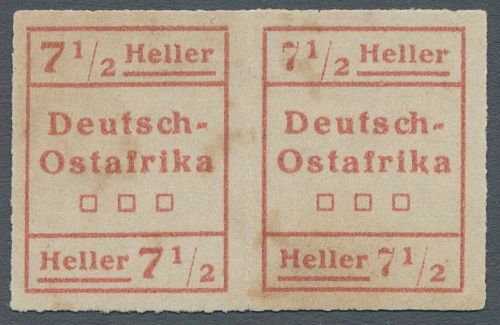 7 1/2 Heller
Deutsch-
Ostafrika
Heller 7 1/2
7 1/2 Heller
Deutsch-
Ostafrika
Heller 7 1/2